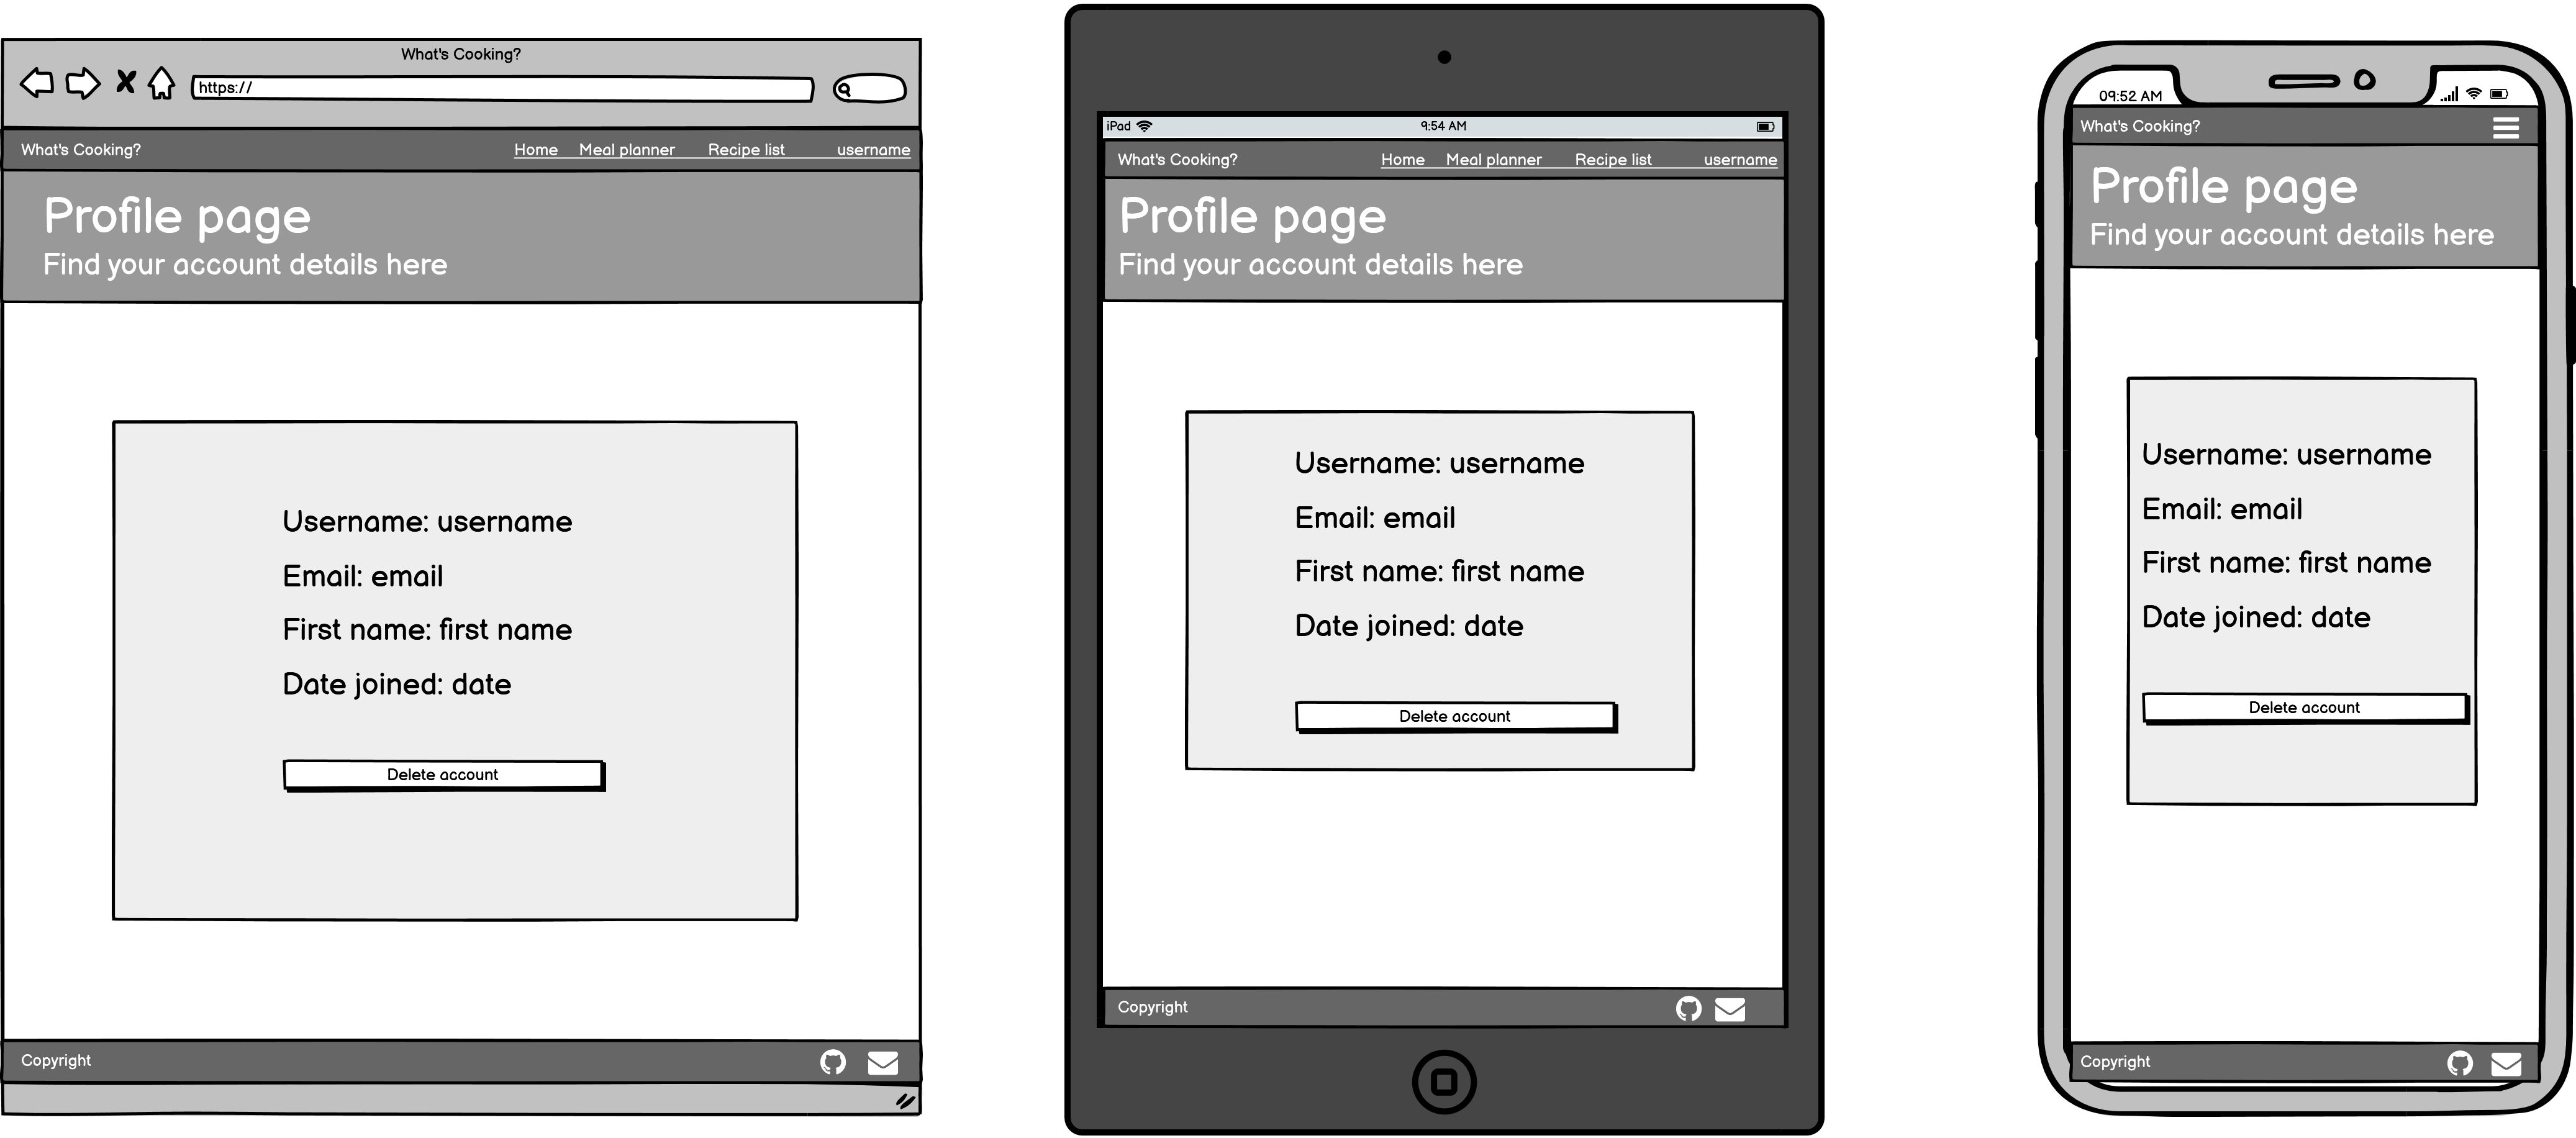 What's Cooking?
https://
What's Cooking? Home Meal planner Recipe list username
Profile page
Find your account details here
Username: username
Email: email
First name: first name
Date joined: date
Delete account
Copyright
iPad 9:54 AM
What's Cooking? Home Meal planner Recipe list username
Profile page
Find your account details here
Username: username
Email: email
First name: first name
Date joined: date
Delete account
Copyright
09:52 AM
What's Cooking?
Profile page
Find your account details here
Username: username
Email: email
First name: first name
Date joined: date
Delete account
Copyright